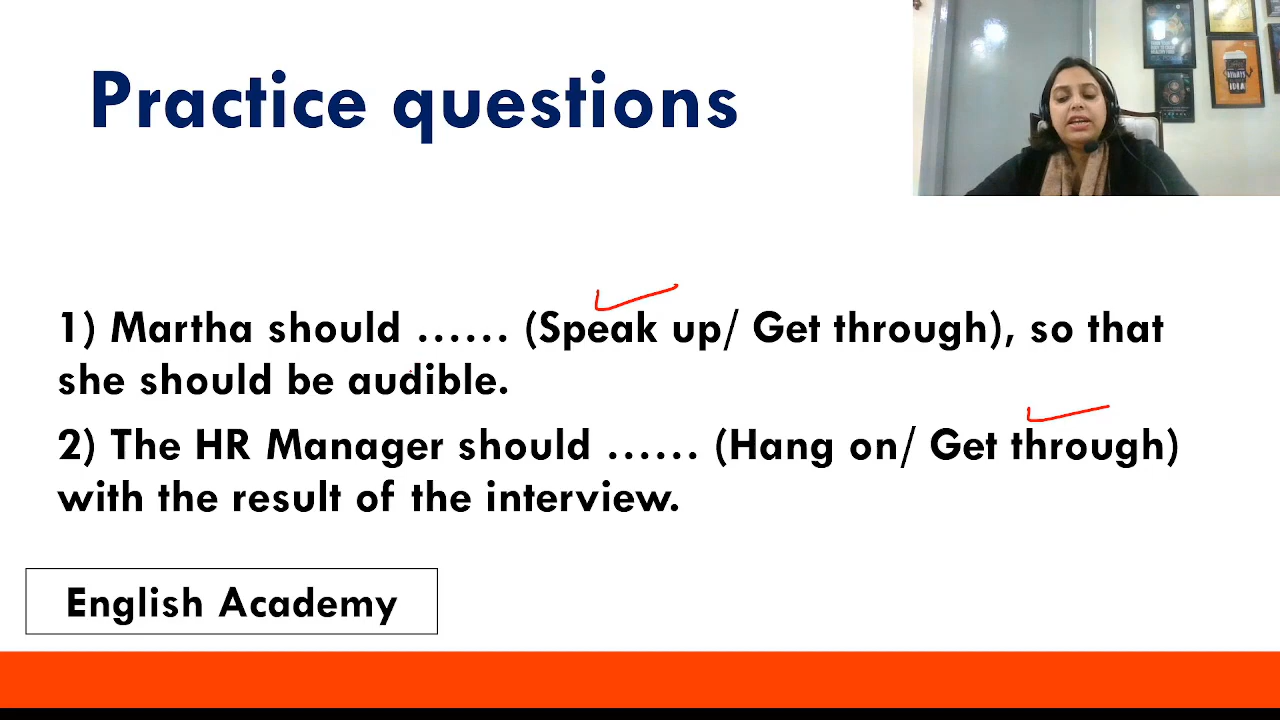 Practice questions
1) Martha should ...... (Speak up/ Get through), so that
she should be audible.
2) The HR Manager should ...... (Hang on/ Get through)
with the result of the interview.
English Academy